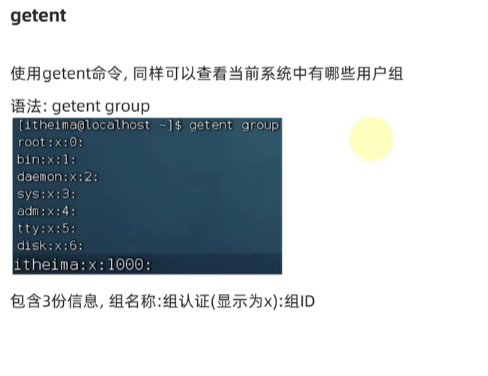 getent
使用getent命令, 同样可以查看当前系统中有哪些用户组
语法: getent group
[itheima@localhost ~]$ getent group
root:x:0:
bin:x:1:
daemon:x:2:
sys:x:3:
adm:x:4:
tty:x:5:
disk:x:6:
itheima:x:1000:
包含3份信息, 组名称:组认证(显示为x):组ID